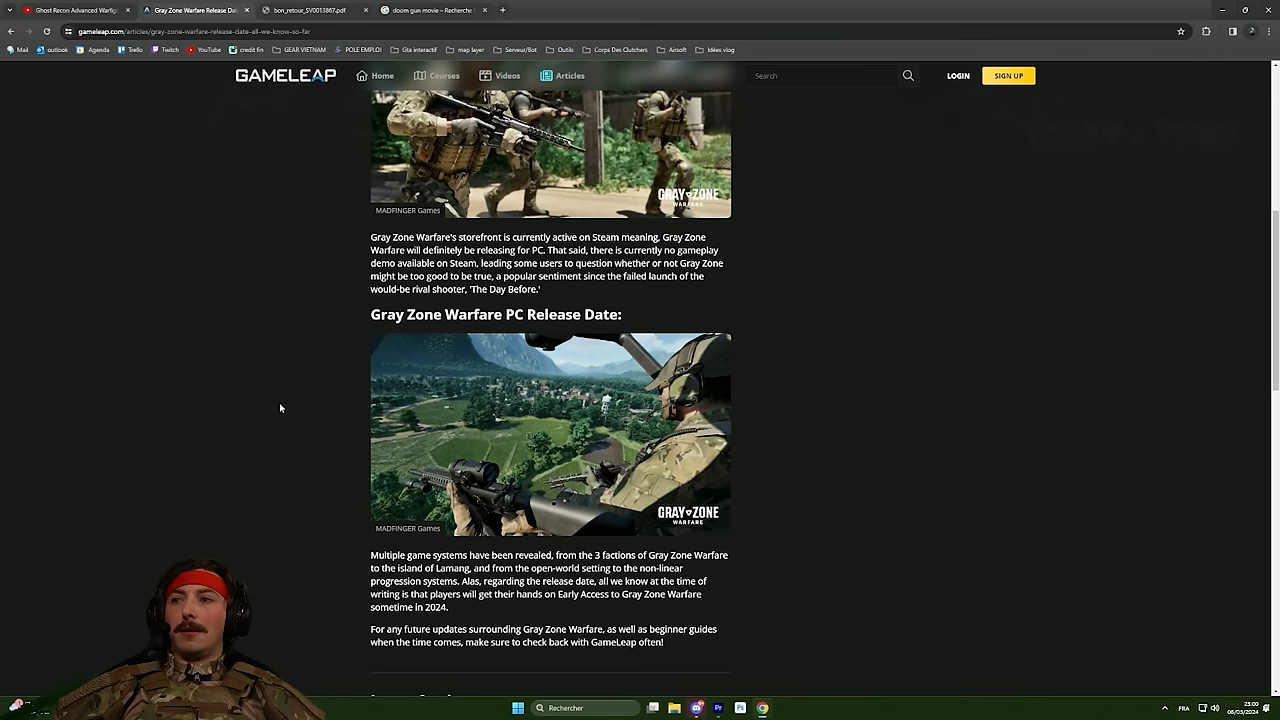 Ghost Recon Advanced Warfigh
Gray Zone Warfare Release Dat
bon_retour_SV0013867.pdf
doom gun movie – Recherche
gameleap.com/articles/gray-zone-warfare-release-date-all-we-know-so-far
Mail
outlook
Agenda
Trello
Twitch
YouTube
credit fin
GEAR VIETNAM
POLE EMPLOI
Gta interactif
map layer
Serveur/Bot
Outils
Corps Des Clutchers
Airsoft
Idées vlog
GAMELEAP
Home
Courses
Videos
Articles
Search
LOGIN
SIGN UP
GRAY ZONE
WARFARE
MADFINGER Games
Gray Zone Warfare's storefront is currently active on Steam meaning, Gray Zone
Warfare will definitely be releasing for PC. That said, there is currently no gameplay
demo available on Steam, leading some users to question whether or not Gray Zone
might be too good to be true, a popular sentiment since the failed launch of the
would-be rival shooter, 'The Day Before.'
Gray Zone Warfare PC Release Date:
GRAY ZONE
WARFARE
MADFINGER Games
Multiple game systems have been revealed, from the 3 factions of Gray Zone Warfare
to the island of Lamang, and from the open-world setting to the non-linear
progression systems. Alas, regarding the release date, all we know at the time of
writing is that players will get their hands on Early Access to Gray Zone Warfare
sometime in 2024.
For any future updates surrounding Gray Zone Warfare, as well as beginner guides
when the time comes, make sure to check back with GameLeap often!
Rechercher
FRA
23:00
06/03/2024